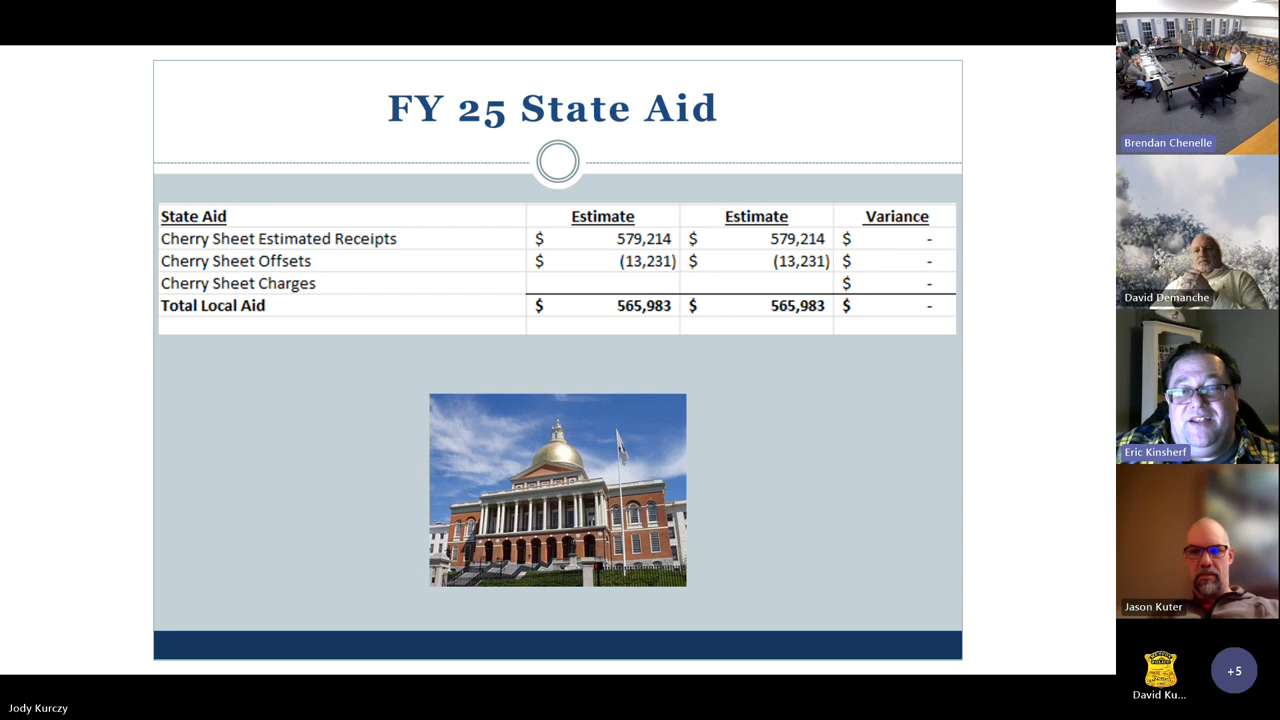 FY 25 State Aid
State Aid Estimate Estimate Variance
Cherry Sheet Estimated Receipts $ 579,214 $ 579,214 $ -
Cherry Sheet Offsets $ (13,231) $ (13,231) $ -
Cherry Sheet Charges $ -
Total Local Aid $ 565,983 $ 565,983 $ -
Brendan Chenelle
David Demanche
Eric Kinsherf
Jason Kuter
POLICE
David Ku...
+5
Jody Kurczy